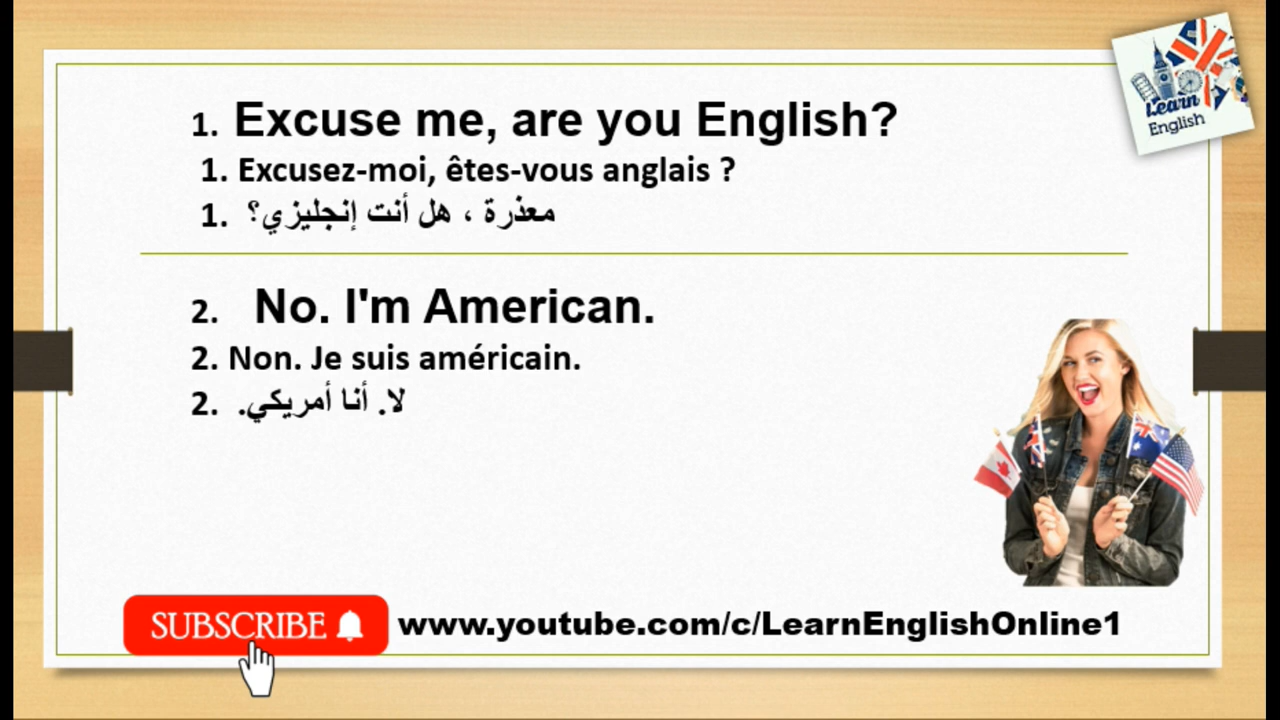 1. Excuse me, are you English?
1. Excusez-moi, êtes-vous anglais ?
1. معذرة ، هل أنت إنجليزي؟
2. No. I'm American.
2. Non. Je suis américain.
2. لا. أنا أمريكي.
Learn
English
SUBSCRIBE
www.youtube.com/c/LearnEnglishOnline1